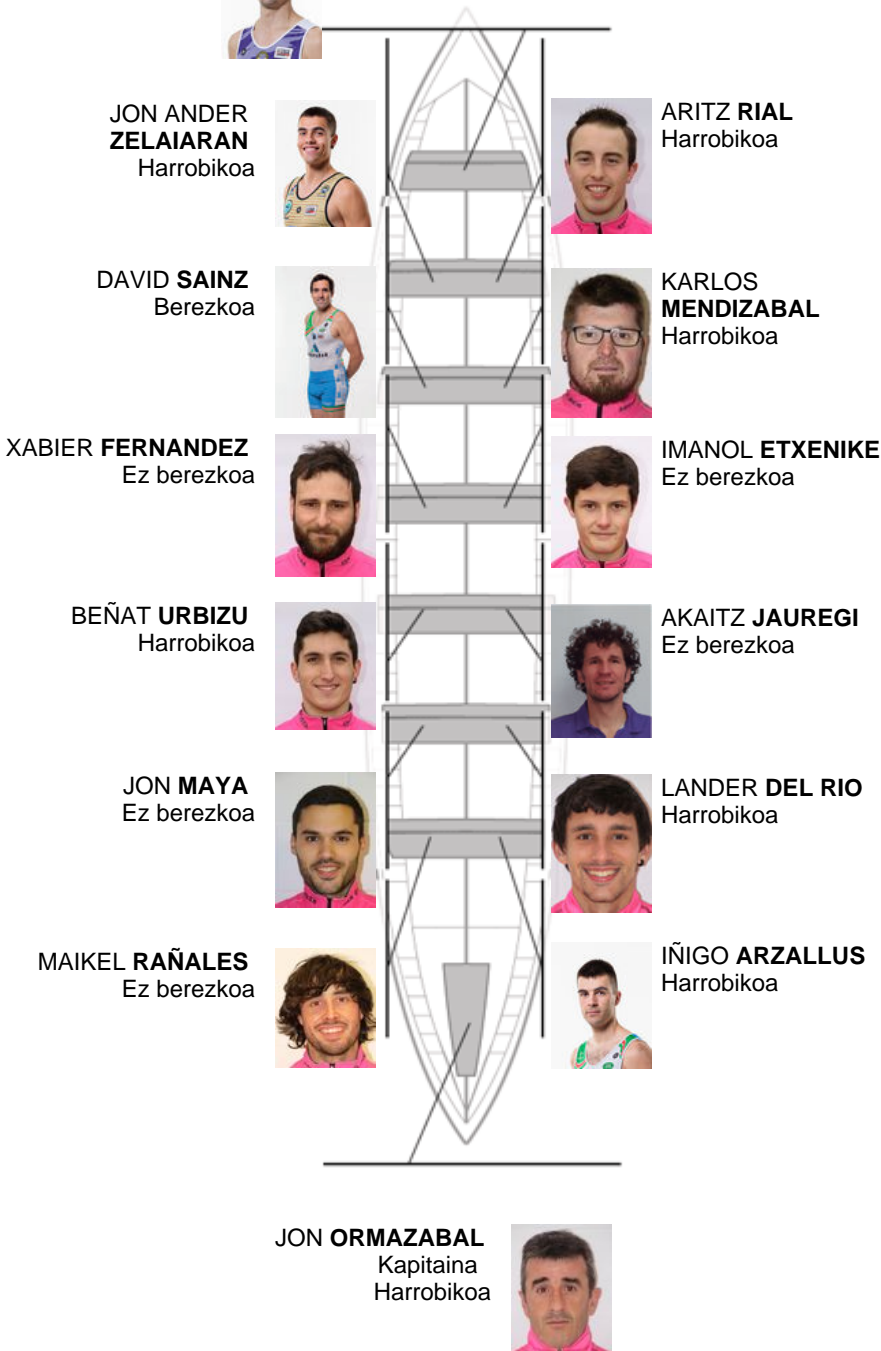 JON ANDER
ZELAIARAN
Harrobikoa
ARITZ RIAL
Harrobikoa
DAVID SAINZ
Berezkoa
KARLOS
MENDIZABAL
Harrobikoa
XABIER FERNANDEZ
Ez berezkoa
IMANOL ETXENIKE
Ez berezkoa
BEÑAT URBIZU
Harrobikoa
AKAITZ JAUREGI
Ez berezkoa
JON MAYA
Ez berezkoa
LANDER DEL RIO
Harrobikoa
MAIKEL RAÑALES
Ez berezkoa
IÑIGO ARZALLUS
Harrobikoa
JON ORMAZABAL
Kapitaina
Harrobikoa